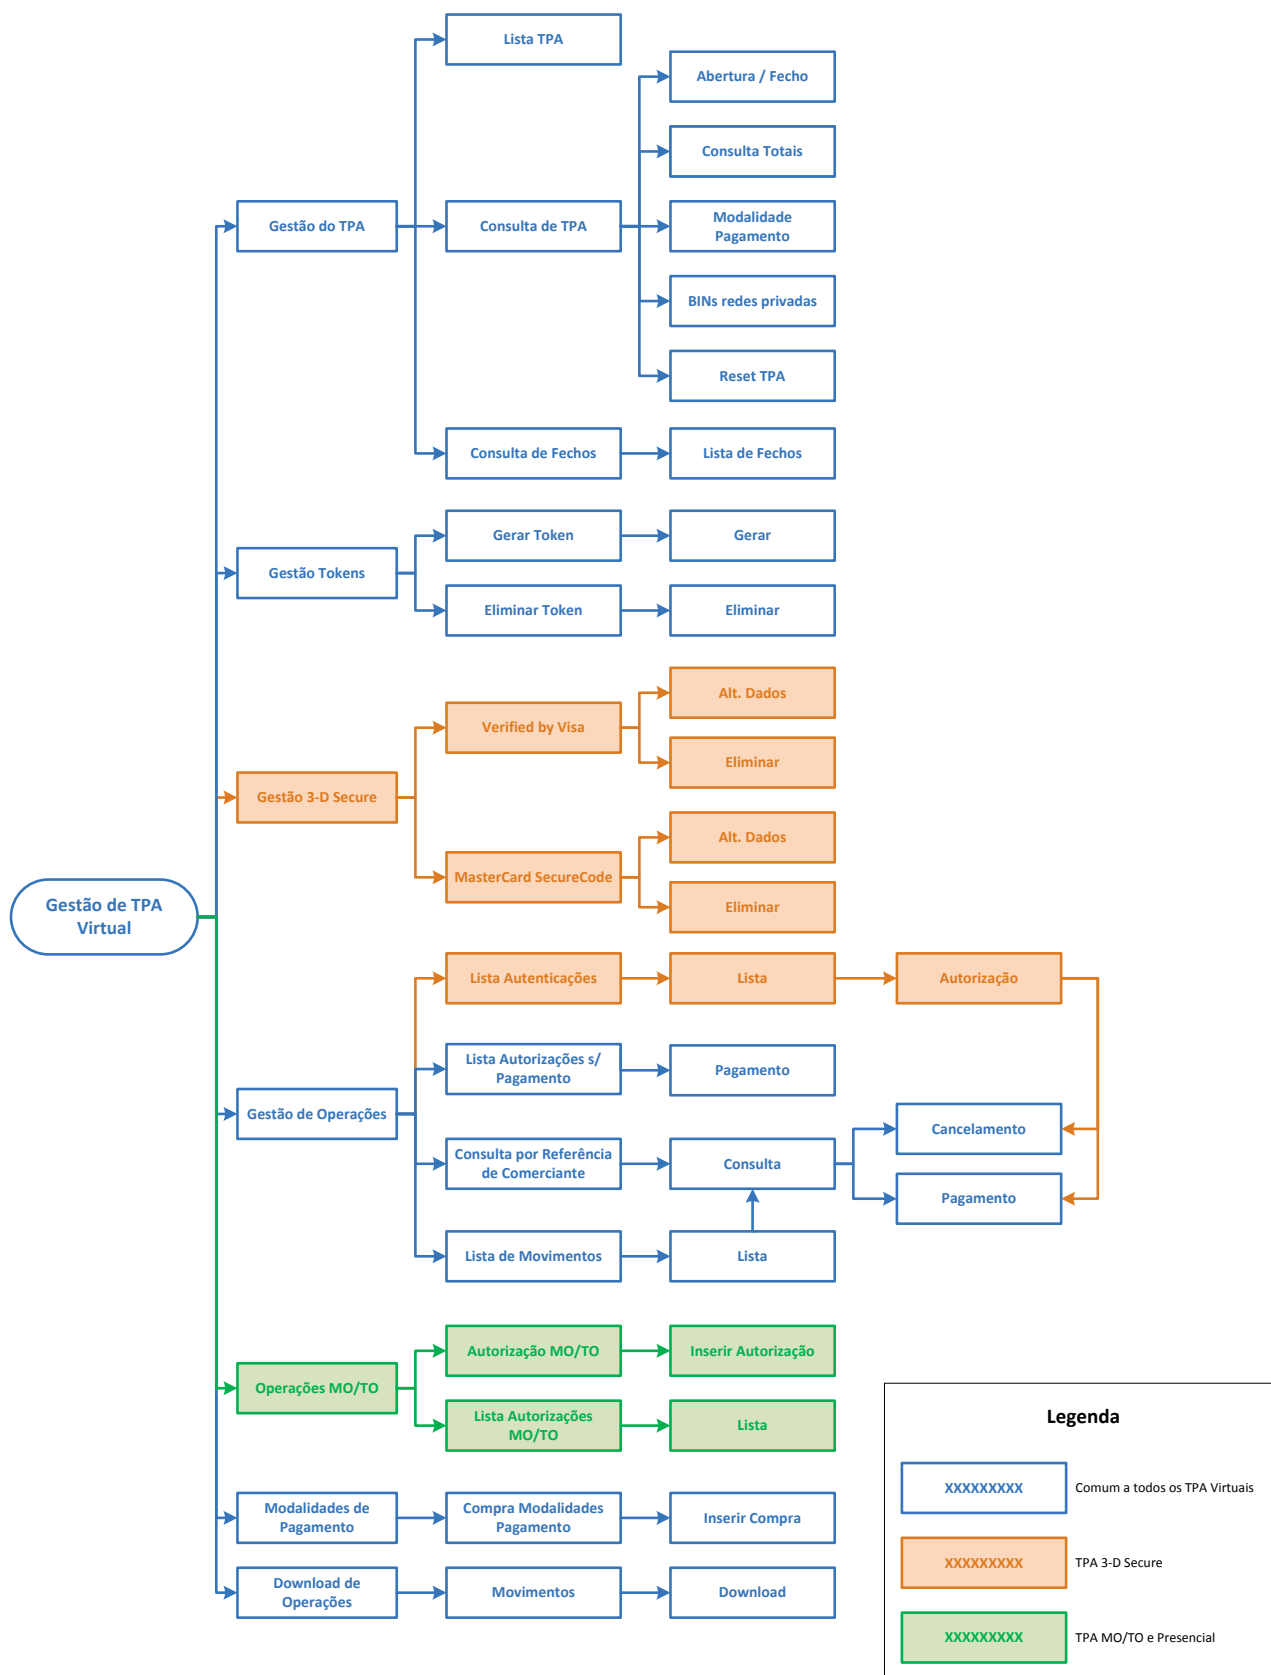 Lista TPA
Abertura / Fecho
Consulta Totais
Gestão do TPA
Consulta de TPA
Modalidade
Pagamento
BINs redes privadas
Reset TPA
Consulta de Fechos
Lista de Fechos
Gestão Tokens
Gerar Token
Gerar
Eliminar Token
Eliminar
Gestão 3-D Secure
Verified by Visa
Alt. Dados
Eliminar
MasterCard SecureCode
Alt. Dados
Eliminar
Gestão de TPA
Virtual
Lista Autenticações
Lista
Autorização
Lista Autorizações s/
Pagamento
Pagamento
Gestão de Operações
Consulta por Referência
de Comerciante
Consulta
Cancelamento
Pagamento
Lista de Movimentos
Lista
Operações MO/TO
Autorização MO/TO
Inserir Autorização
Lista Autorizações
MO/TO
Lista
Modalidades de
Pagamento
Compra Modalidades
Pagamento
Inserir Compra
Download de
Operações
Movimentos
Download
Legenda
XXXXXXXXX
Comum a todos os TPA Virtuais
XXXXXXXXX
TPA 3-D Secure
XXXXXXXXX
TPA MO/TO e Presencial